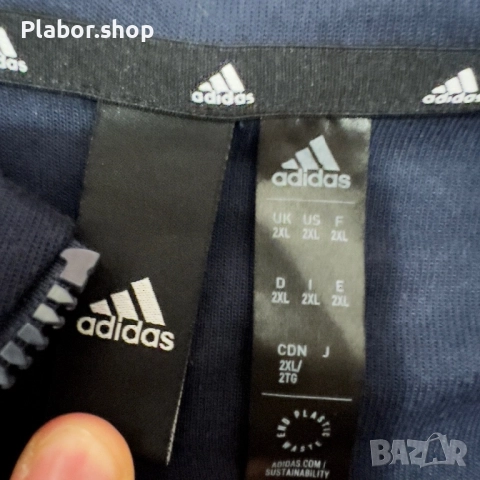 Plabor.shop
adidas
adidas
adidas
adidas
adidas
UK US F
2XL 2XL 2XL
D I E
2XL 2XL 2XL
CDN J
2XL/
2TG
END PLASTIC
WASTE
ADIDAS.COM/
SUSTAINABILITY
BAZAR